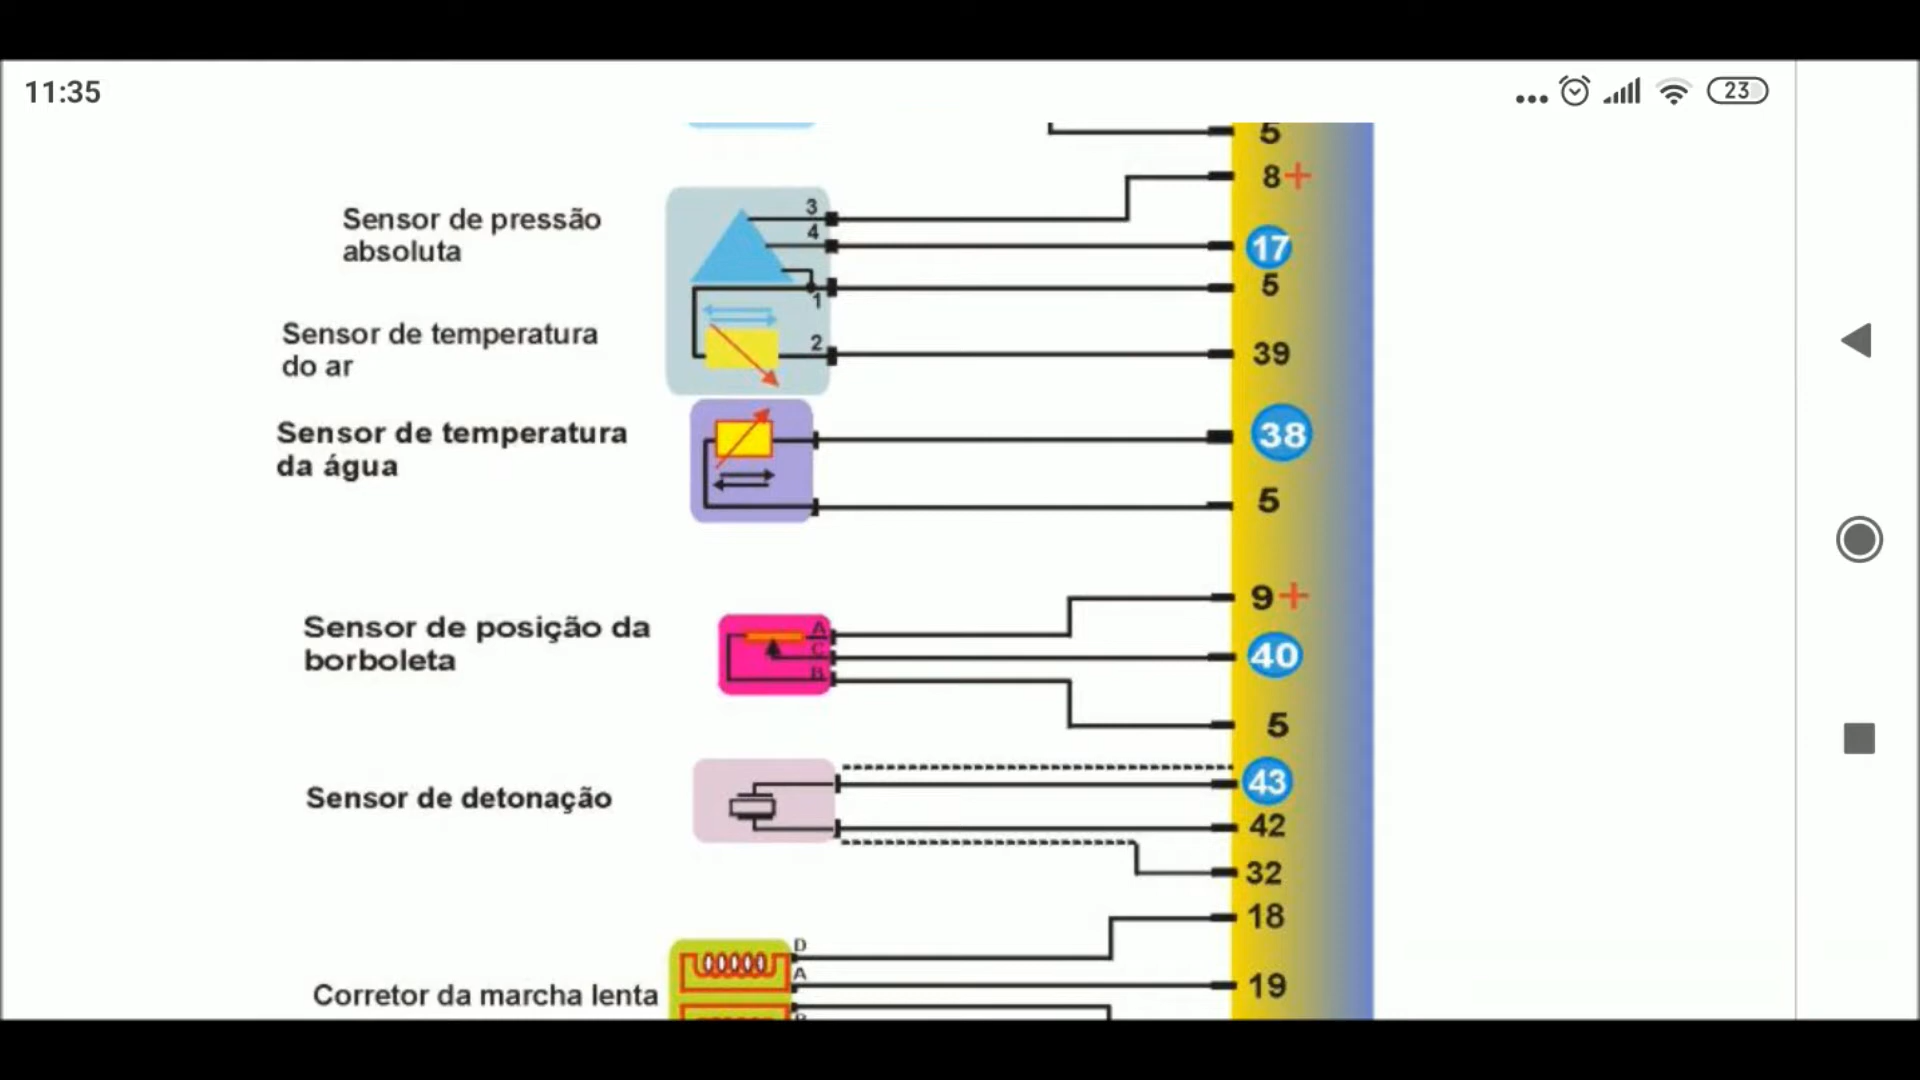 11:35
23
5
8+
Sensor de pressão
absoluta
3
4
17
1
5
Sensor de temperatura
do ar
2
39
Sensor de temperatura
da água
38
5
9+
Sensor de posição da
borboleta
A
C
B
40
5
Sensor de detonação
43
42
32
18
D
A
19
Corretor da marcha lenta